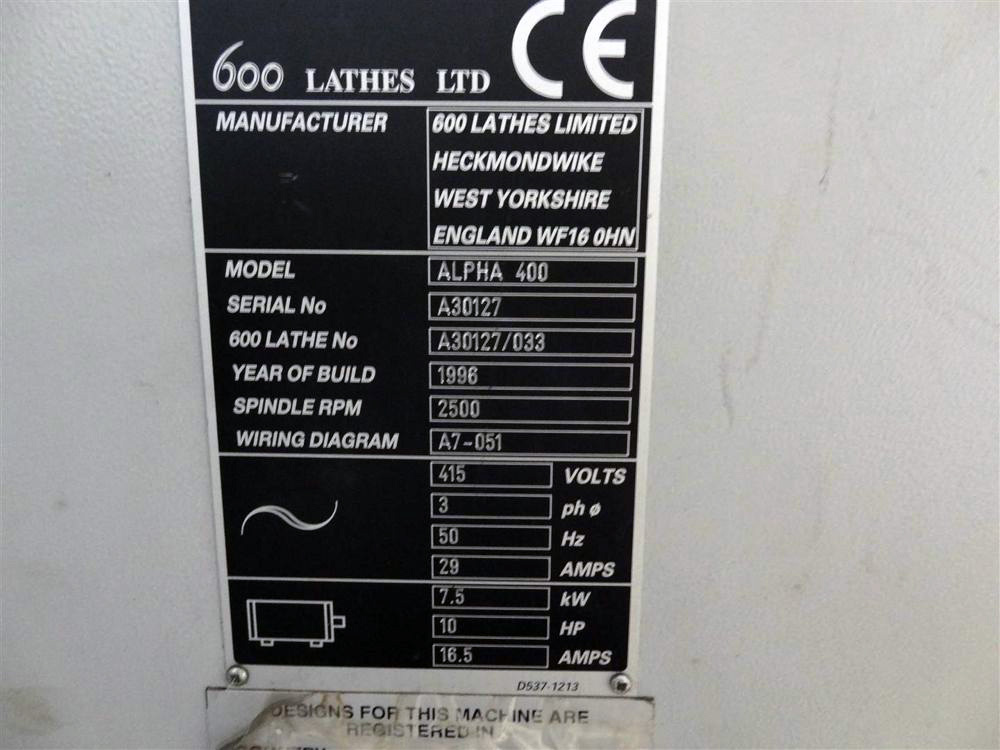 600 LATHES LTD CE
MANUFACTURER 600 LATHES LIMITED
HECKMONDWIKE
WEST YORKSHIRE
ENGLAND WF16 0HN
MODEL ALPHA 400
SERIAL No A30127
600 LATHE No A30127/033
YEAR OF BUILD 1996
SPINDLE RPM 2500
WIRING DIAGRAM A7-051
415 VOLTS
3 ph ø
50 Hz
29 AMPS
7.5 kW
10 HP
16.5 AMPS
D537-1213
DESIGNS FOR THIS MACHINE ARE
REGISTERED IN